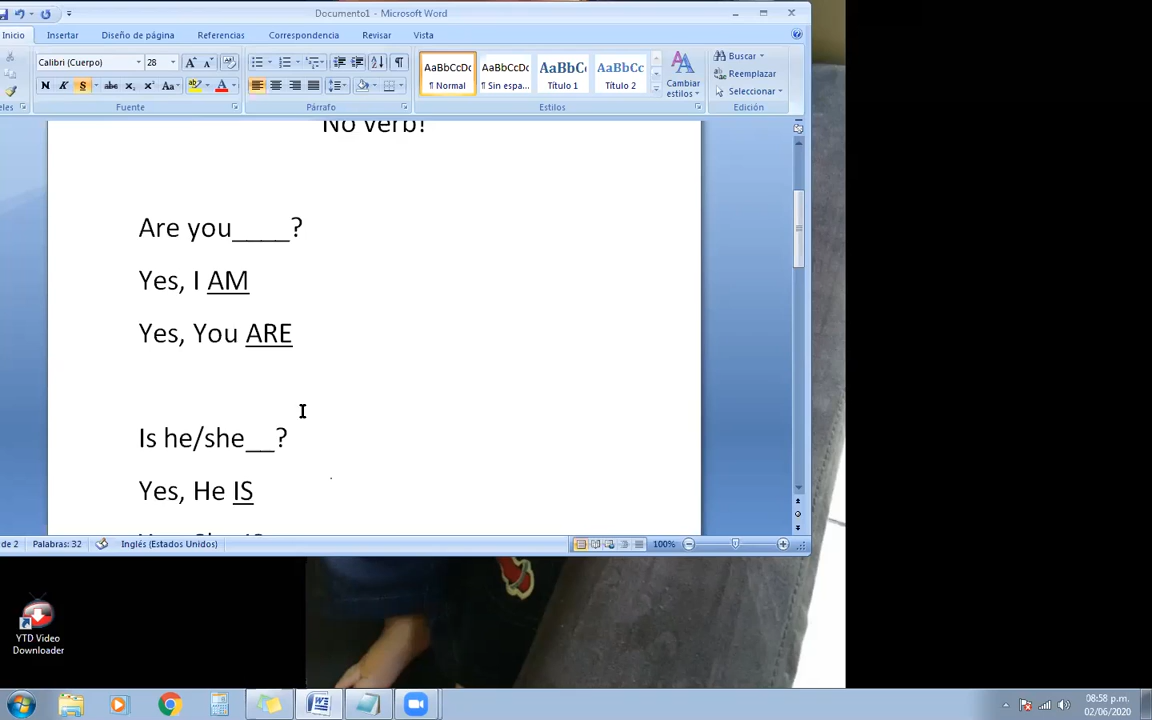 Documento1 - Microsoft Word
Inicio Insertar Diseño de página Referencias Correspondencia Revisar Vista
Calibri (Cuerpo) 28
AaBbCcDc AaBbCcDc AaBbC AaBbCc
¶ Normal ¶ Sin espa... Título 1 Título 2
Cambiar estilos
Buscar
Reemplazar
Seleccionar
Fuente Párrafo Estilos Edición
No verb!
Are you____?
Yes, I AM
Yes, You ARE
Is he/she__?
Yes, He IS
de 2 Palabras: 32 Inglés (Estados Unidos) 100%
YTD Video
Downloader
08:58 p.m.
02/06/2020